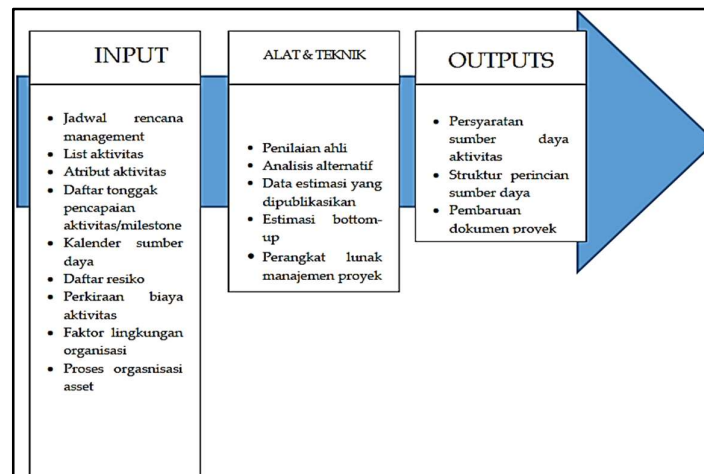 INPUT
• Jadwal rencana
management
• List aktivitas
• Atribut aktivitas
• Daftar tonggak
pencapaian
aktivitas/milestone
• Kalender sumber
daya
• Daftar resiko
• Perkiraan biaya
aktivitas
• Faktor lingkungan
organisasi
• Proses orgasnisasi
asset
ALAT & TEKNIK
• Penilaian ahli
• Analisis alternatif
• Data estimasi yang
dipublikasikan
• Estimasi bottom-
up
• Perangkat lunak
manajemen proyek
OUTPUTS
• Persyaratan
sumber daya
aktivitas
• Struktur perincian
sumber daya
• Pembaruan
dokumen proyek